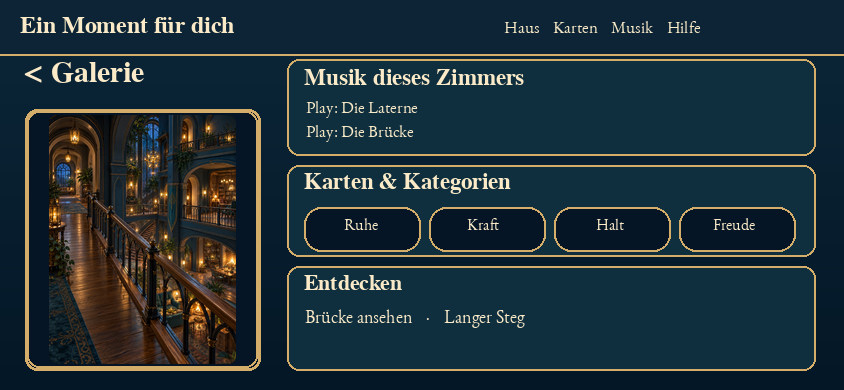 Ein Moment für dich
Haus Karten Musik Hilfe
< Galerie
Musik dieses Zimmers
Play: Die Laterne
Play: Die Brücke
Karten & Kategorien
Ruhe Kraft Halt Freude
Entdecken
Brücke ansehen · Langer Steg